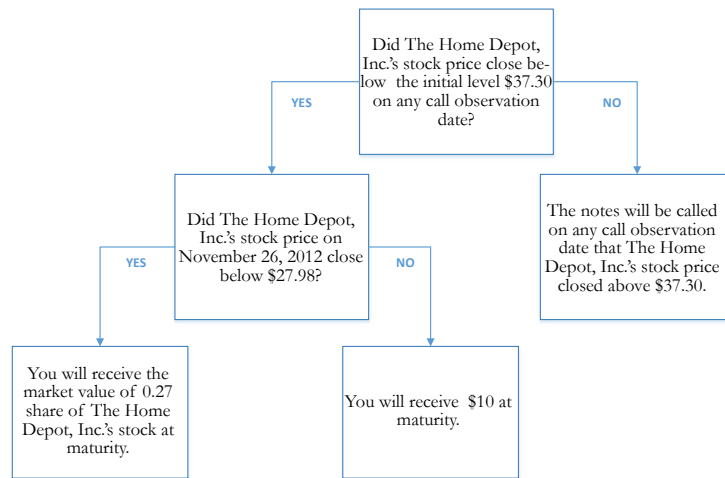 Did The Home Depot,
Inc.'s stock price close be-
low the initial level $37.30
on any call observation
date?
YES
NO
Did The Home Depot,
Inc.'s stock price on
November 26, 2012 close
below $27.98?
The notes will be called
on any call observation
date that The Home
Depot, Inc.'s stock price
closed above $37.30.
YES
NO
You will receive the
market value of 0.27
share of The Home
Depot, Inc.'s stock at
maturity.
You will receive $10 at
maturity.